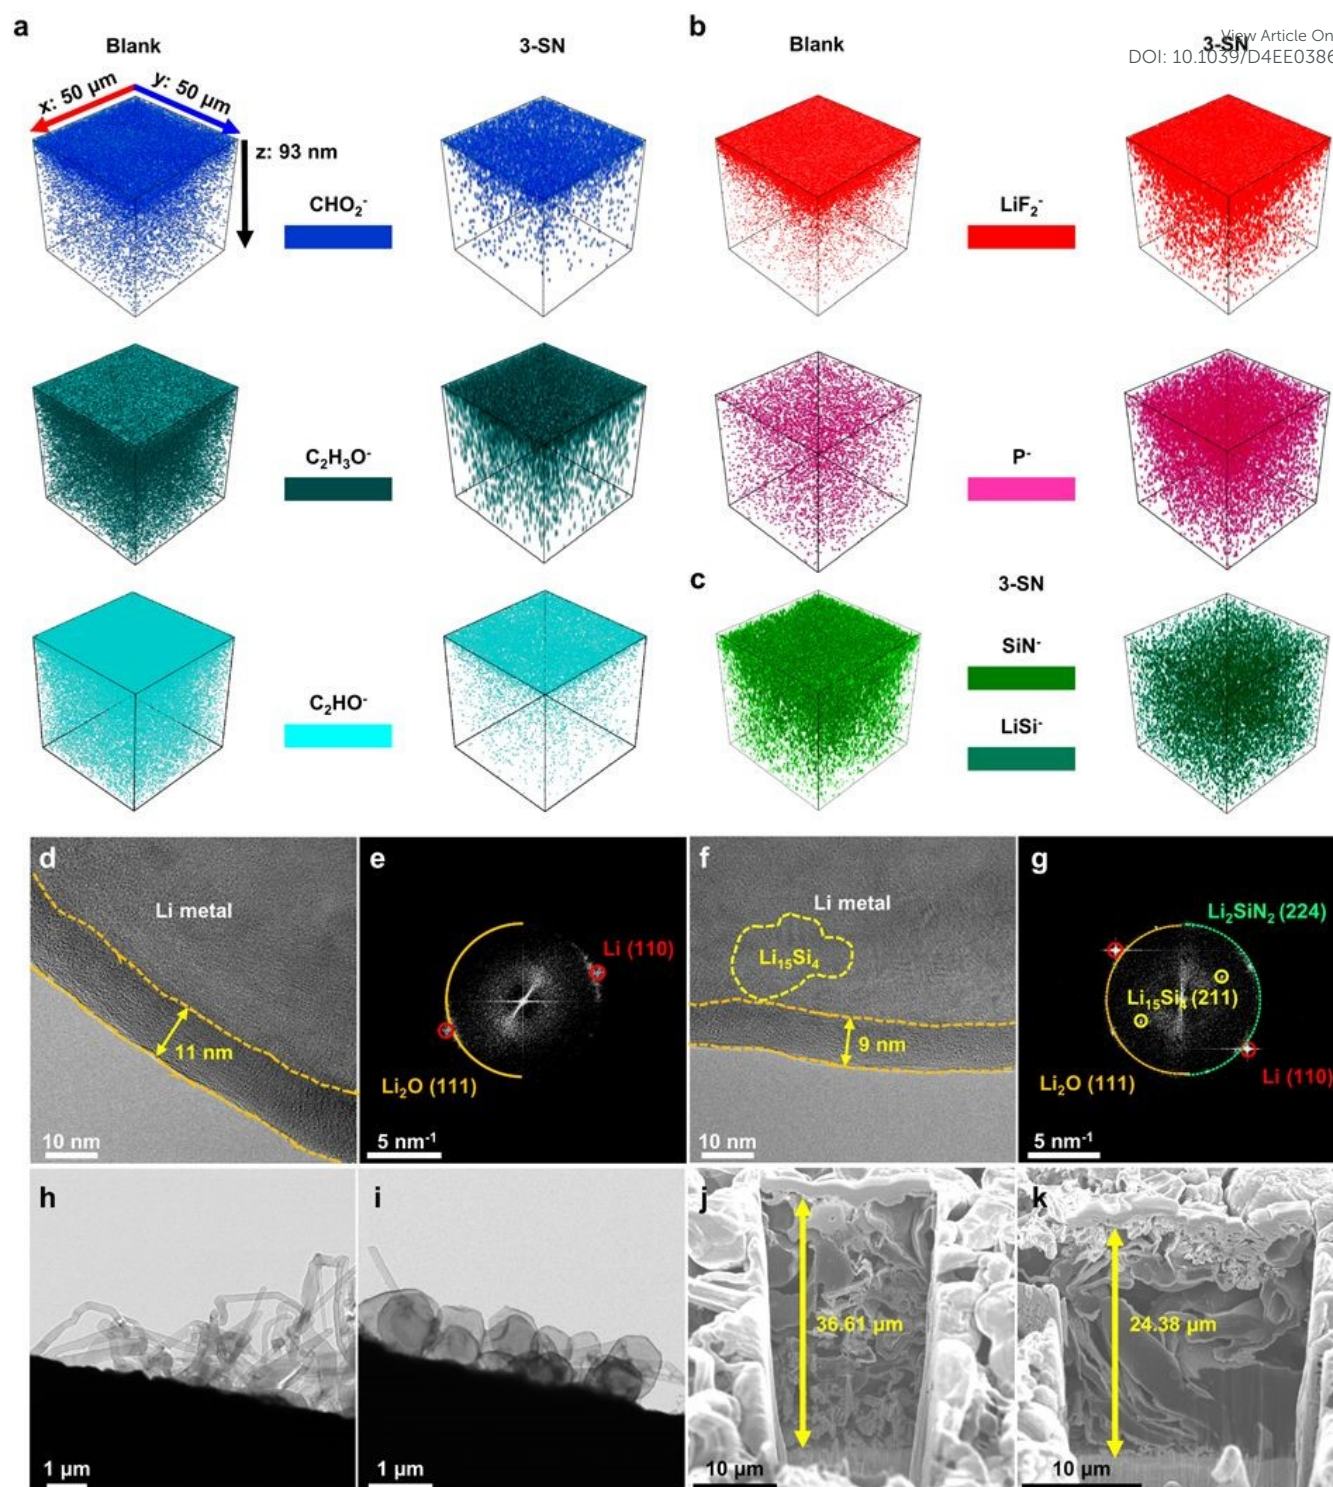 a
Blank
3-SN
x: 50 µm
y: 50 µm
z: 93 nm
CHO₂⁻
C₂H₃O⁻
C₂HO⁻
b
Blank
3-SN
View Article On
DOI: 10.1039/D4EE0386
LiF₂⁻
P⁻
c
3-SN
SiN⁻
LiSi⁻
d
Li metal
11 nm
10 nm
e
Li (110)
Li₂O (111)
5 nm⁻¹
f
Li metal
Li₁₅Si₄
9 nm
10 nm
g
Li₂SiN₂ (224)
Li₁₅Si₄ (211)
Li₂O (111)
Li (110)
5 nm⁻¹
h
1 µm
i
1 µm
j
36.61 µm
10 µm
k
24.38 µm
10 µm